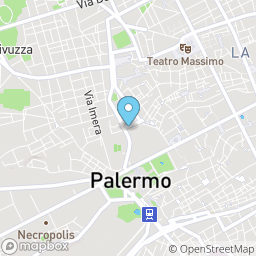 Via D
ivuzza
Teatro Massimo
LA
Via Imera
Palermo
Necropolis
mapbox
© OpenStreetMap